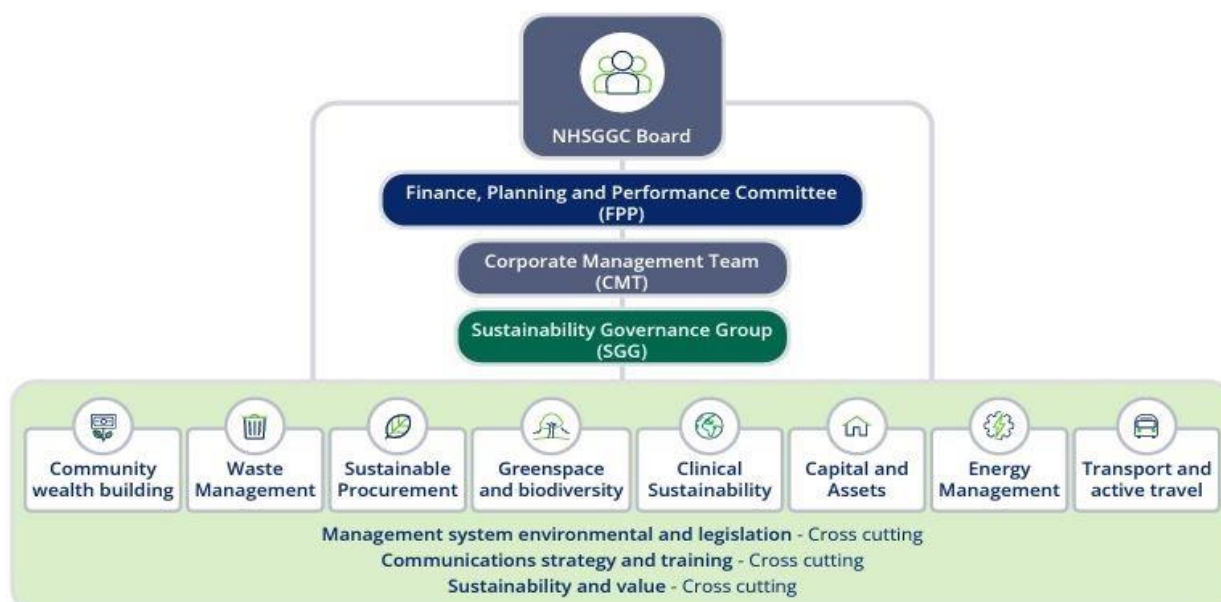 NHSGGC Board
Finance, Planning and Performance Committee
(FPP)
Corporate Management Team
(CMT)
Sustainability Governance Group
(SGG)
Community
wealth building
Waste
Management
Sustainable
Procurement
Greenspace
and biodiversity
Clinical
Sustainability
Capital and
Assets
Energy
Management
Transport and
active travel
Management system environmental and legislation - Cross cutting
Communications strategy and training - Cross cutting
Sustainability and value - Cross cutting